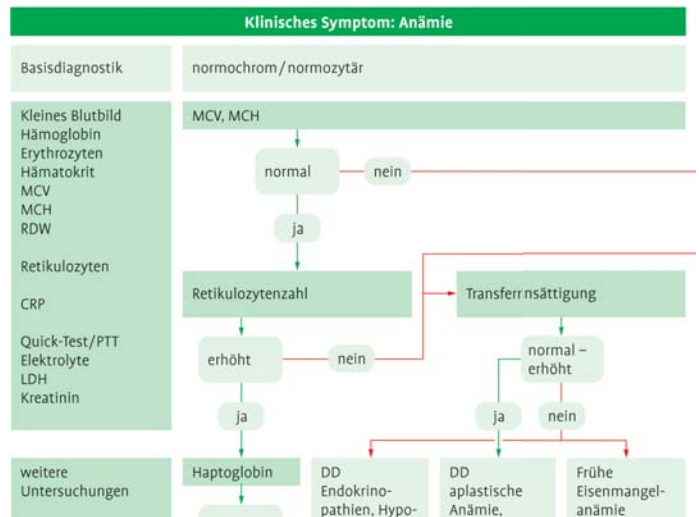 Klinisches Symptom: Anämie
Basisdiagnostik
normochrom / normozytär
Kleines Blutbild
Hämoglobin
Erythrozyten
Hämatokrit
MCV
MCH
RDW
Retikulozyten
CRP
Quick-Test/PTT
Elektrolyte
LDH
Kreatinin
MCV, MCH
normal
nein
ja
Retikulozytenzahl
Transferr nsättigung
erhöht
nein
normal –
erhöht
ja
ja
nein
weitere
Untersuchungen
Haptoglobin
DD
Endokrino-
pathien, Hypo-
DD
aplastische
Anämie,
Frühe
Eisenmangel-
anämie